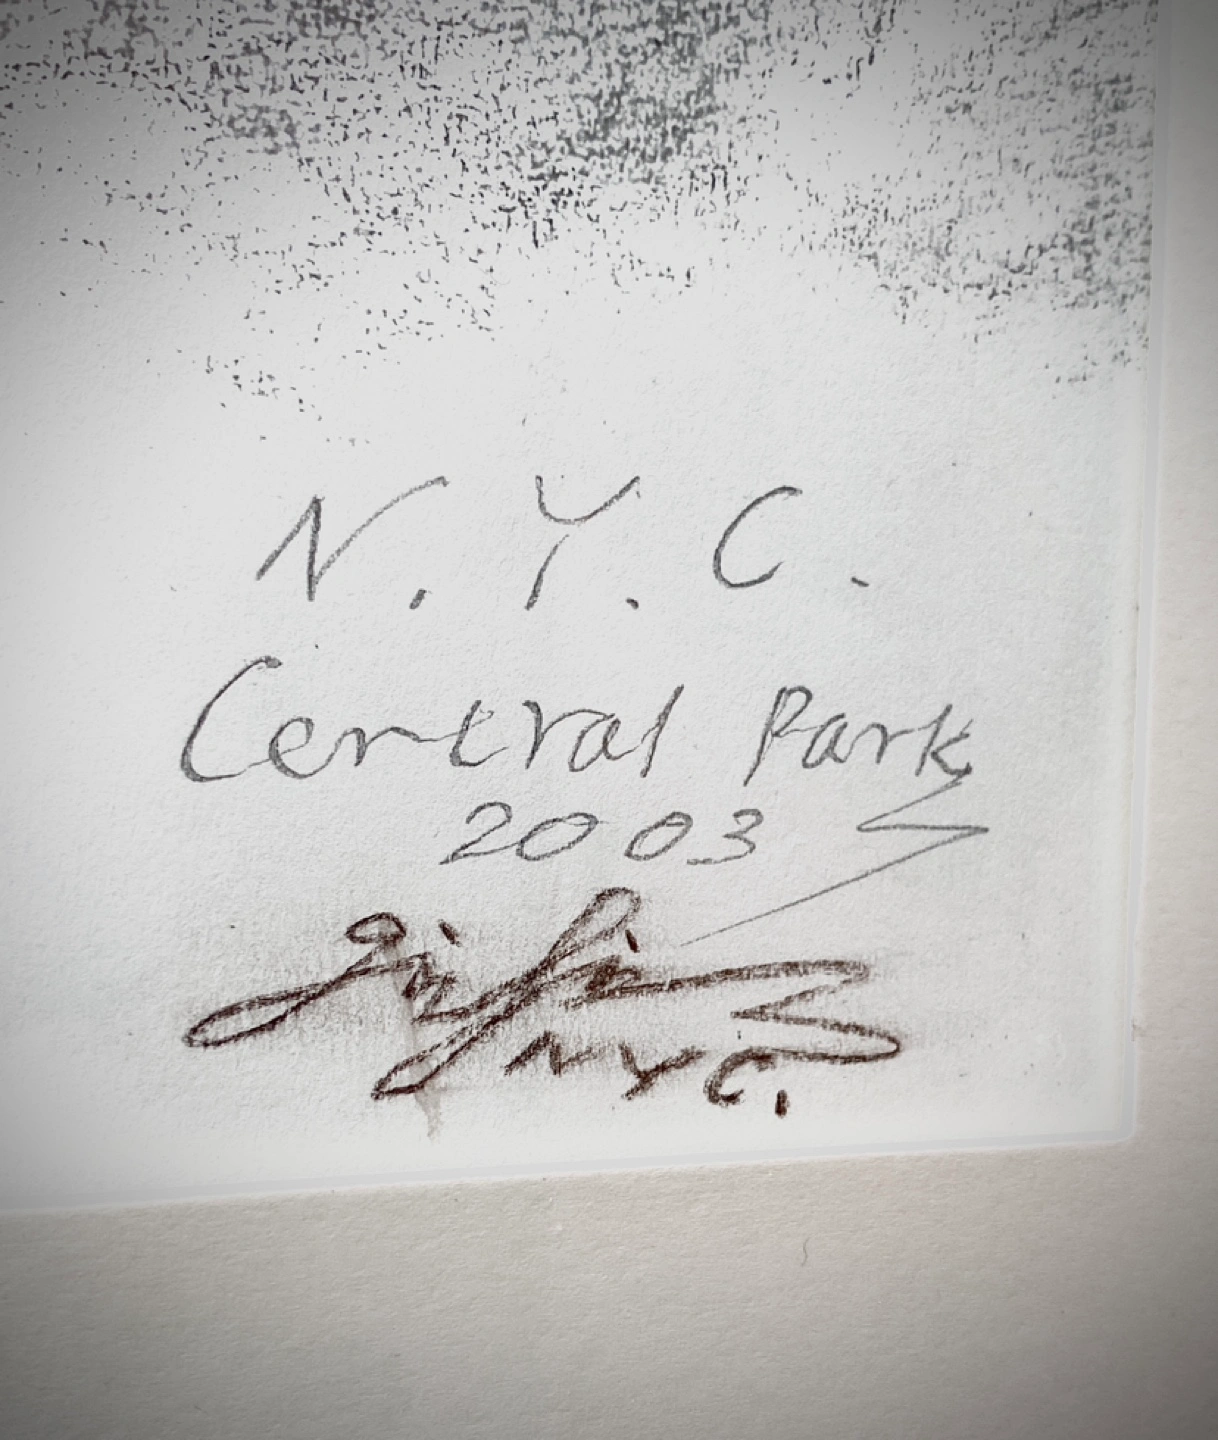 N.Y.C.
Central Park
2003
NYC.